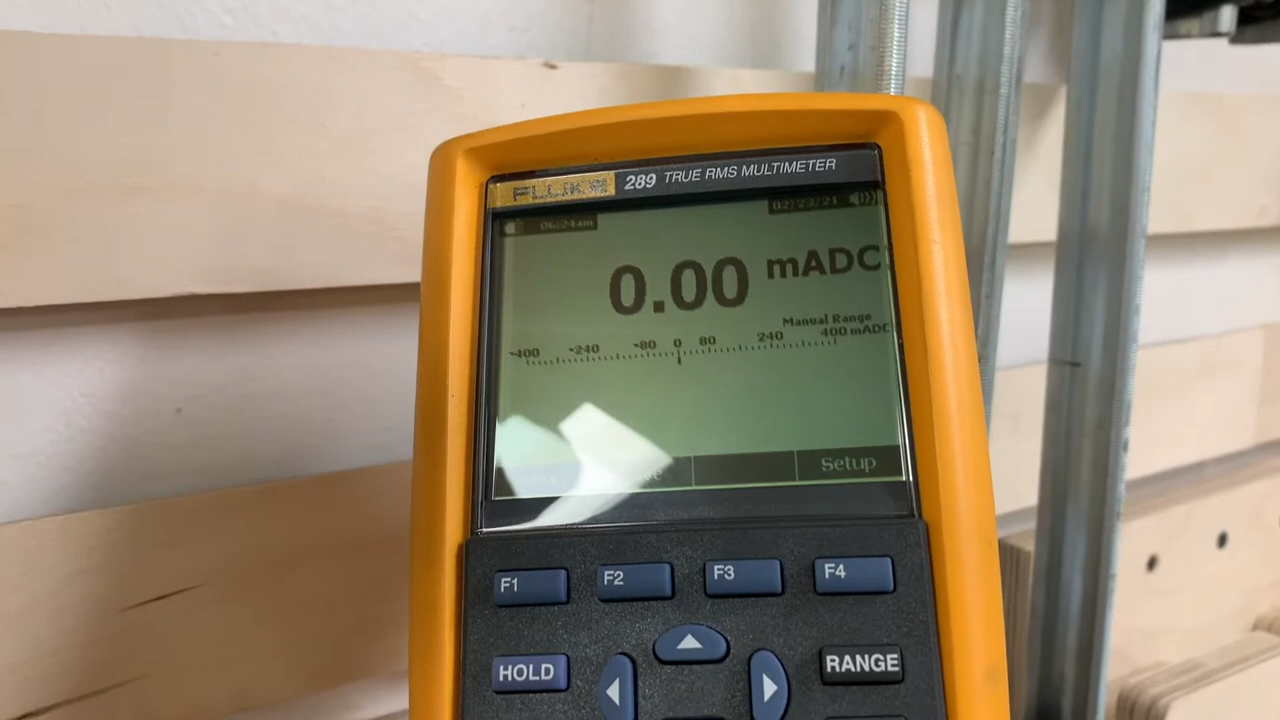 FLUKE 289 TRUE RMS MULTIMETER
02/23/21
0.00 mADC
Manual Range
-400 -240 -80 0 80 240 400 mADC
Setup
F1 F2 F3 F4
HOLD RANGE